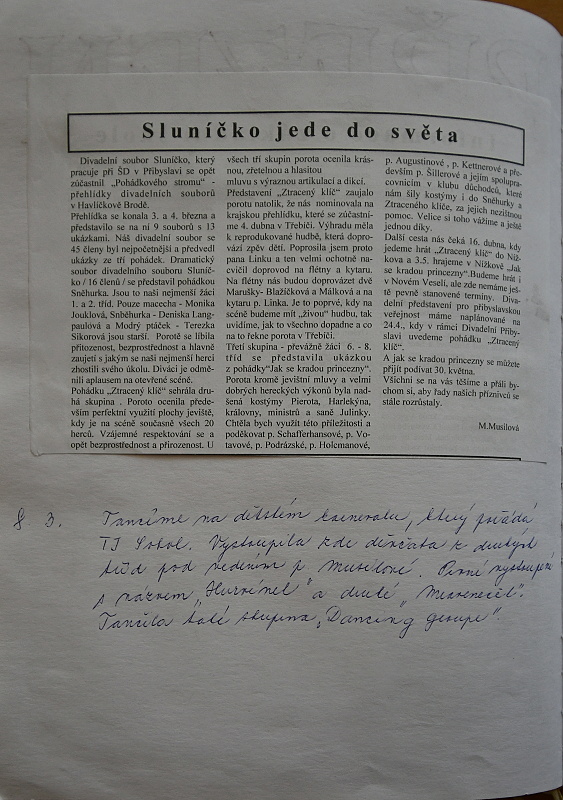 Sluníčko jede do světa
Divadelní soubor Sluníčko, který
pracuje při ŠD v Přibyslavi se opět
zúčastnil „Pohádkového stromu" -
přehlídky divadelních souborů
v Havlíčkově Brodě.
Přehlídka se konala 3. a 4. března a
představilo se na ní 9 souborů s 13
ukázkami. Náš divadelní soubor se
45 členy byl nejpočetnější a předvedl
ukázky ze tří pohádek. Dramatický
soubor divadelního souboru Sluníč-
ko / 16 členů / se představil pohádkou
Sněhurka. Jsou to naši nejmenší žáci
1. a 2. tříd. Pouze macecha - Monika
Jouklová, Snběhurka - Deniska Lang-
paulová a Modrý ptáček - Terezka
Sikorová jsou starší. Porotě se líbila
přitozenost, bezprostřednost a hlavně
zaujetí s jakým se naši nejmenší herci
zhostili svého úkolu. Diváci je odmě-
nili aplausem na otevřené scéně.
Pohádku „Ztracený klíč" sehrála dru-
há skupina . Poroto ocenila přede-
vším perfektní využití plochy jeviště,
kdy je na scéně současně všech 20
herců. Vzájemné respektování se a
opět bezprostřednost a přirozenost. U
všech tří skupin porota ocenila krás-
nou, zřetelnou a hlasitou
mluvu s výraznou artikulací a dikcí.
Představení „Ztracený klíč" zaujalo
porotu natolik, že nás nominovala na
krajskou přehlídku, které se zúčastní-
me 4. dubna v Třebíči. Výhradu měla
k reprodukované hudbě, která dopro-
vází zpěv dětí. Poprosila jsem proto
pana Linku a ten velmi ochotně na-
cvičil doprovod na flétny a kytaru.
Na flétny nás budou doprovázet dvě
Marušky- Blažíčková a Málková a na
kytaru p. Linka. Je to poprvé, kdy na
scéně budeme mít „živou" hudbu, tak
uvidíme, jak to všechno dopadne a co
na to řekne porota v Třebíči.
Třetí skupina - převážně žáci 6. - 8.
tříd se představila ukázkou
z pohádky"Jak se kradou princezny".
Porota kromě jevištní mluvy a velmi
dobrých hereckých výkonů byla nad-
šená kostýmy Pierota, Harlekýna,
královny, ministrů a saně Julinky.
Chtěla bych využít této příležitosti a
poděkovat p. Schafferhansové, p. Vo-
tavové, p. Podrázské, p. Holcmanové,
p. Augustinové , p. Kettnerové a pře-
devším p. Šillerové a jejím spolupra-
covnicím v klubu důchodců, které
nám šily kostýmy i do Sněhurky a
Ztraceného klíče, za jejich nezištnou
pomoc. Velice si toho vážíme a ještě
jednou díky.
Další cesta nás čeká 16. dubna, kdy
jedeme hrát „Ztracený klíč" do Níž-
kova a 3.5. hrajeme v Nížkově „Jak
se kradou princezny".Budeme hrát i
v Novém Veselí, ale zde nemáme ješ-
tě pevně stanovené termíny. Diva-
delní představení pro přibyslavskou
veřejnost máme naplánované na
24.4., kdy v rámci Divadelní Přiby-
slavi uvedeme pohádku „Ztracený
klíč".
A jak se kradou princezny se můžete
přijít podívat 30. května.
Všichni se na vás těšíme a přáli by-
chom si, aby řady našich příznivců se
stále rozrůstaly.
M.Musilová
8 3. Tančíme na dětském karnevalu, který pořádá
TJ Sokol. Vystoupila zde děvčata z druhých
tříd pod vedením p Musilové. První vystoupení
s názvem „Hurvínek" a druhé „Mraveneček".
Tančila také skupina „Dancing groupe".